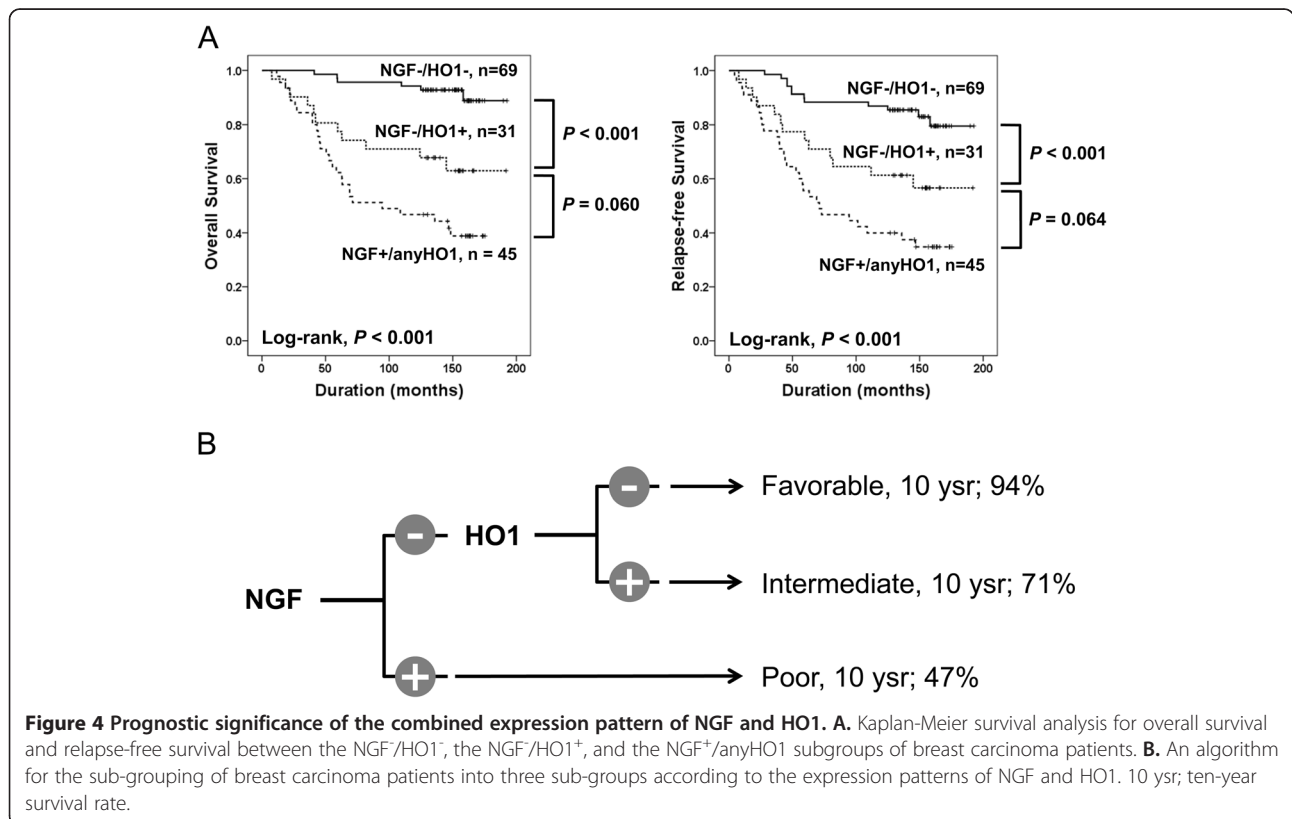 A
NGF-/HO1-, n=69
NGF-/HO1+, n=31
NGF+/anyHO1, n = 45
P < 0.001
P = 0.060
Log-rank, P < 0.001
Overall Survival
1.0
0.8
0.6
0.4
0.2
0.0
0 50 100 150 200
Duration (months)
NGF-/HO1-, n=69
NGF-/HO1+, n=31
NGF+/anyHO1, n=45
P < 0.001
P = 0.064
Log-rank, P < 0.001
Relapse-free Survival
1.0
0.8
0.6
0.4
0.2
0.0
0 50 100 150 200
Duration (months)
B
NGF
-
+
HO1
-
+
Favorable, 10 ysr; 94%
Intermediate, 10 ysr; 71%
Poor, 10 ysr; 47%
Figure 4 Prognostic significance of the combined expression pattern of NGF and HO1. A. Kaplan-Meier survival analysis for overall survival
and relapse-free survival between the NGF⁻/HO1⁻, the NGF⁻/HO1⁺, and the NGF⁺/anyHO1 subgroups of breast carcinoma patients. B. An algorithm
for the sub-grouping of breast carcinoma patients into three sub-groups according to the expression patterns of NGF and HO1. 10 ysr; ten-year
survival rate.